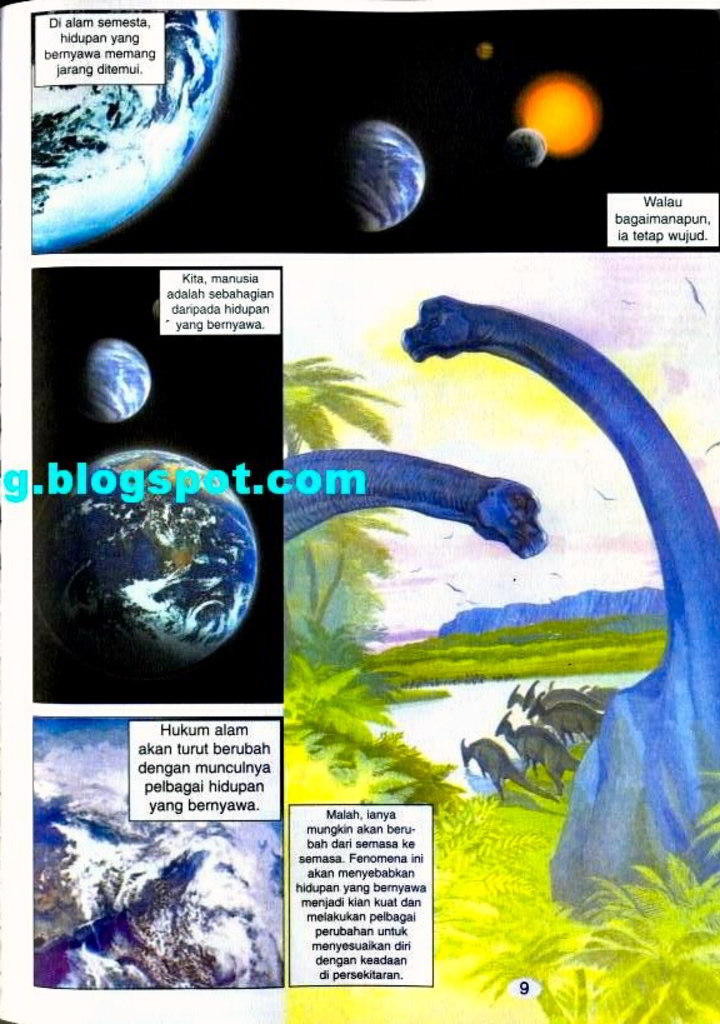 Di alam semesta,
hidupan yang
bernyawa memang
jarang ditemui.
Walau
bagaimanapun,
ia tetap wujud.
Kita, manusia
adalah sebahagian
daripada hidupan
yang bernyawa.
g.blogspot.com
Hukum alam
akan turut berubah
dengan munculnya
pelbagai hidupan
yang bernyawa.
Malah, ianya
mungkin akan beru-
bah dari semasa ke
semasa. Fenomena ini
akan menyebabkan
hidupan yang bernyawa
menjadi kian kuat dan
melakukan pelbagai
perubahan untuk
menyesuaikan diri
dengan keadaan
di persekitaran.
9